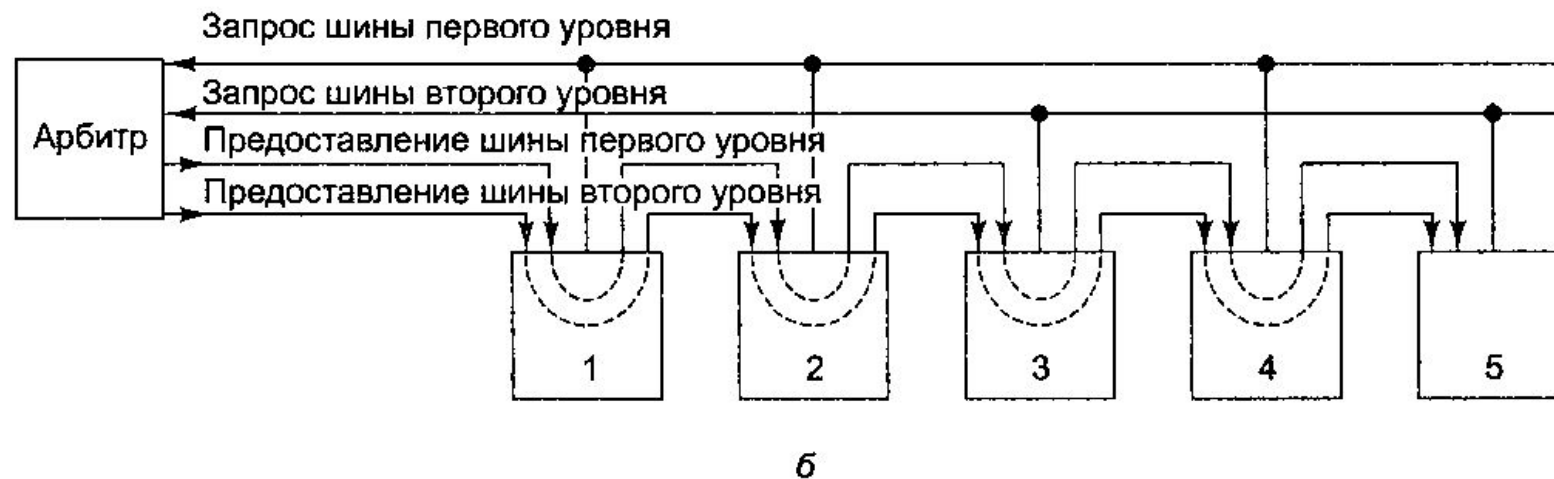 Запрос шины первого уровня
Запрос шины второго уровня
Арбитр
Предоставление шины первого уровня
Предоставление шины второго уровня
1 2 3 4 5
б